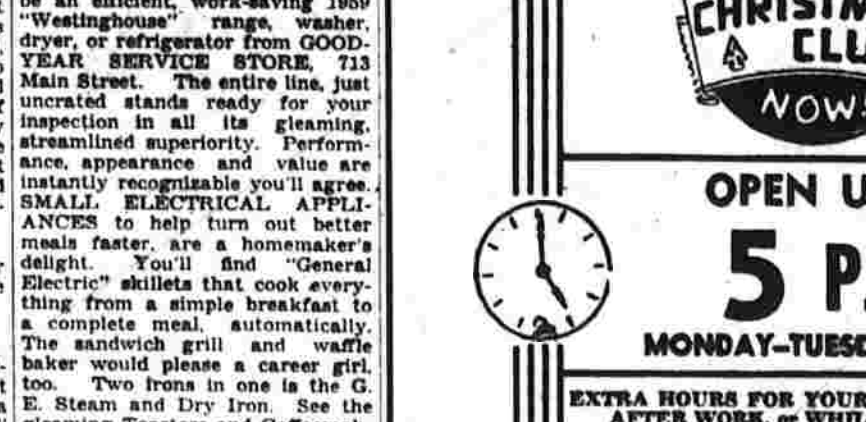 be an efficient, work-saving 1959
"Westinghouse" range, washer,
dryer, or refrigerator from GOOD-
YEAR SERVICE STORE, 713
Main Street. The entire line, just
uncrated stands ready for your
inspection in all its gleaming,
streamlined superiority. Perform-
ance, appearance and value are
instantly recognizable you'll agree.
SMALL ELECTRICAL APPLI-
ANCES to help turn out better
meals faster, are a homemaker's
delight. You'll find "General
Electric" skillets that cook every-
thing from a simple breakfast to
a complete meal, automatically.
The sandwich grill and waffle
baker would please a career girl,
too. Two irons in one is the G.
E. Steam and Dry Iron. See the
CHRISTM
CLU
NOW!
OPEN U
5 P.
MONDAY-TUESD
EXTRA HOURS FOR YOUR
AFTER WORK, or WHIL